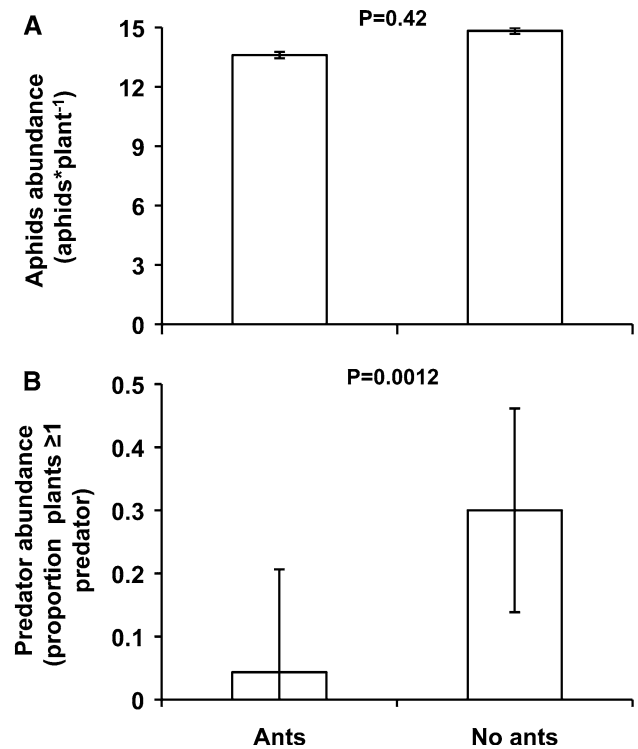 A
P=0.42
Aphids abundance
(aphids*plant⁻¹)
15
12
9
6
3
0
B
P=0.0012
Predator abundance
(proportion plants ≥1
predator)
0.5
0.4
0.3
0.2
0.1
0
Ants
No ants